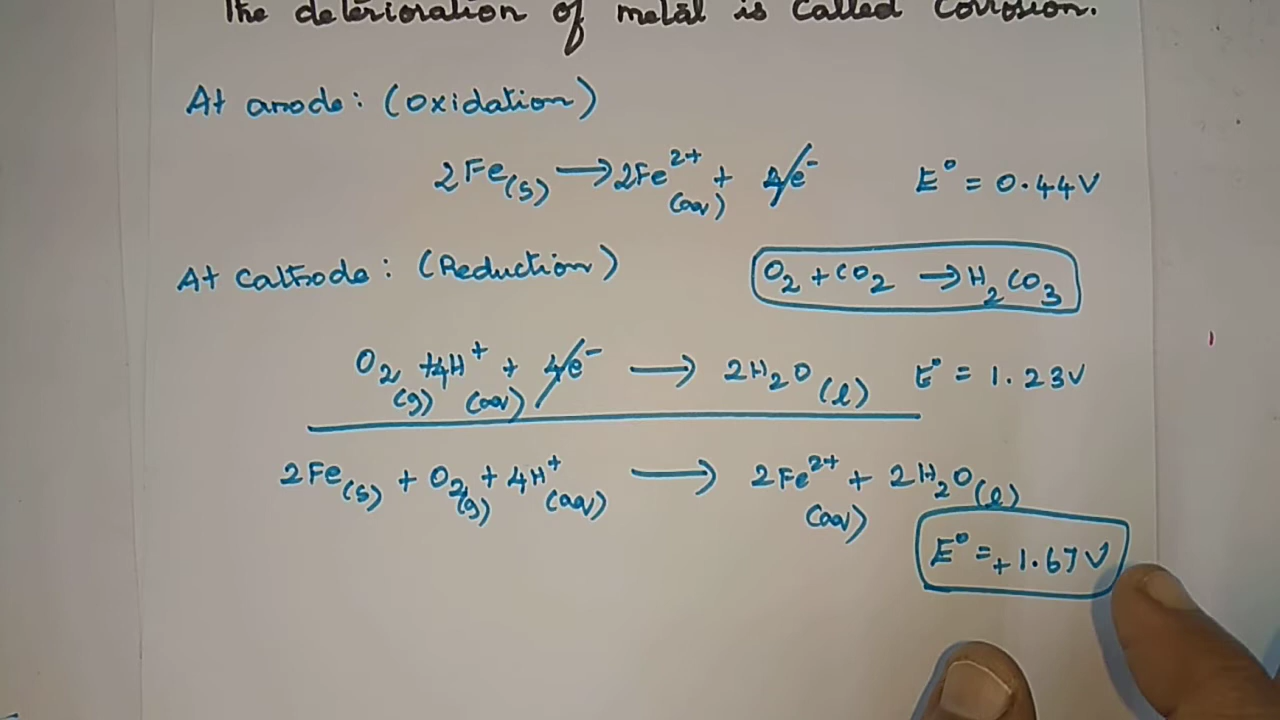 The deterioration of metal is called Corrosion.
At anode: (Oxidation)
2Fe(s) → 2Fe²⁺(aq) + 4e⁻ E° = 0.44V
At Cathode: (Reduction)
O₂ + CO₂ → H₂CO₃
O₂(g) + 4H⁺(aq) + 4e⁻ → 2H₂O(l) E° = 1.23V
2Fe(s) + O₂(g) + 4H⁺(aq) → 2Fe²⁺(aq) + 2H₂O(l)
E° = +1.67V